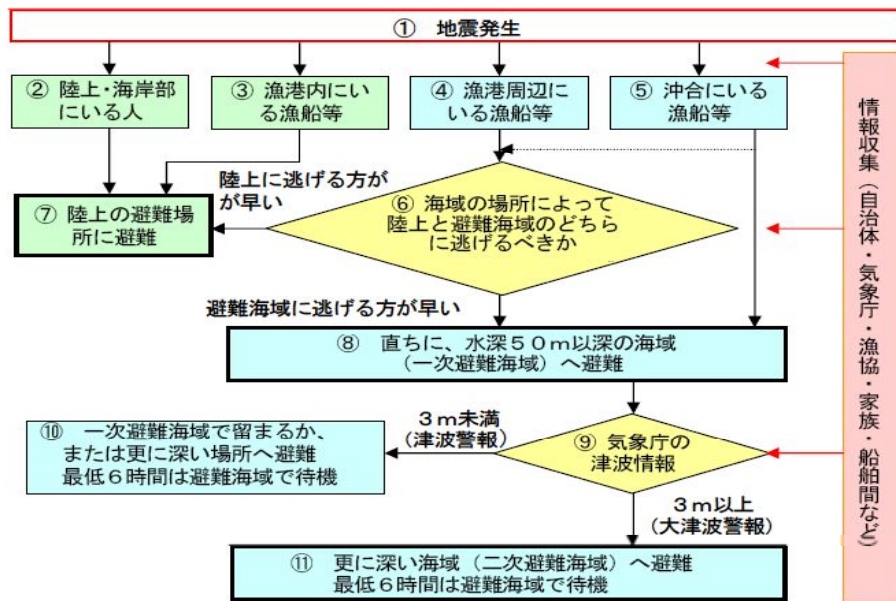 ① 地震発生
② 陸上・海岸部
にいる人
③ 漁港内にい
る漁船等
④ 漁港周辺に
いる漁船等
⑤ 沖合にいる
漁船等
陸上に逃げる方が
が早い
⑥ 海域の場所によって
陸上と避難海域のどちら
に逃げるべきか
⑦ 陸上の避難場
所に避難
避難海域に逃げる方が早い
⑧ 直ちに、水深５０ｍ以深の海域
（一次避難海域）へ避難
３ｍ未満
（津波警報）
⑨ 気象庁の
津波情報
⑩ 一次避難海域で留まるか、
または更に深い場所へ避難
最低６時間は避難海域で待機
３ｍ以上
（大津波警報）
⑪ 更に深い海域（二次避難海域）へ避難
最低６時間は避難海域で待機
情報収集（自治体・気象庁・漁協・家族・船舶間など）